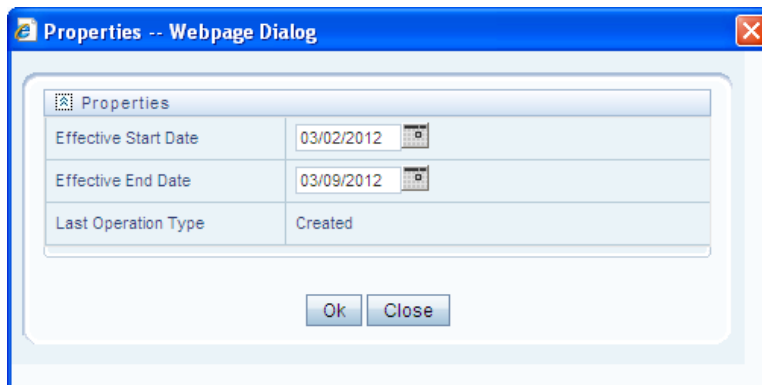 Properties -- Webpage Dialog
Properties
Effective Start Date 03/02/2012
Effective End Date 03/09/2012
Last Operation Type Created
Ok Close